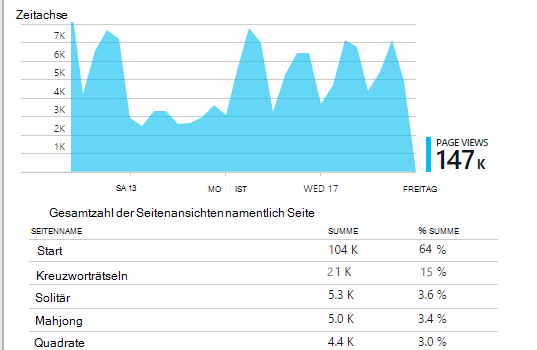 Zeitachse
7K
6K
5K
4K
3K
2K
1K
PAGE VIEWS
147 K
SA 13 MO IST WED 17 FREITAG
Gesamtzahl der Seitenansichten namentlich Seite
SEITENNAME SUMME % SUMME
Start 104 K 64 %
Kreuzworträtseln 21 K 15 %
Solitär 5.3 K 3.6 %
Mahjong 5.0 K 3.4 %
Quadrate 4.4 K 3.0 %